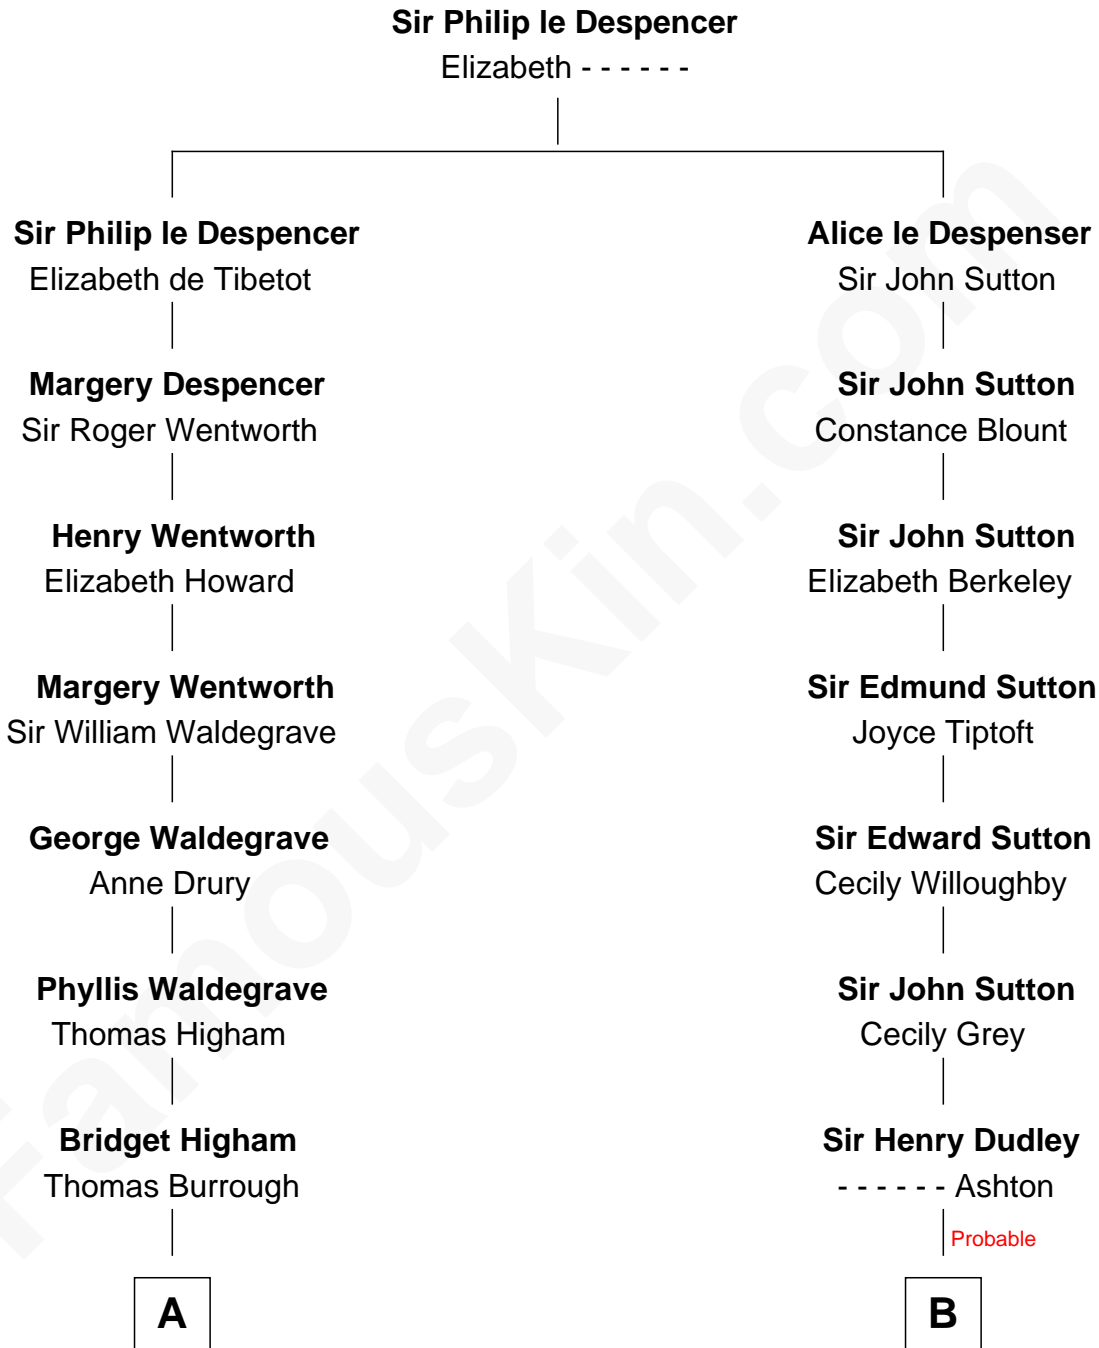 Sir Philip le Despencer
Elizabeth - - - - - -
Sir Philip le Despencer
Elizabeth de Tibetot
Alice le Despenser
Sir John Sutton
Margery Despencer
Sir Roger Wentworth
Sir John Sutton
Constance Blount
Henry Wentworth
Elizabeth Howard
Sir John Sutton
Elizabeth Berkeley
Margery Wentworth
Sir William Waldegrave
Sir Edmund Sutton
Joyce Tiptoft
George Waldegrave
Anne Drury
Sir Edward Sutton
Cecily Willoughby
Phyllis Waldegrave
Thomas Higham
Sir John Sutton
Cecily Grey
Bridget Higham
Thomas Burrough
Sir Henry Dudley
- - - - - - Ashton
Probable
A
B
FamousKin.com